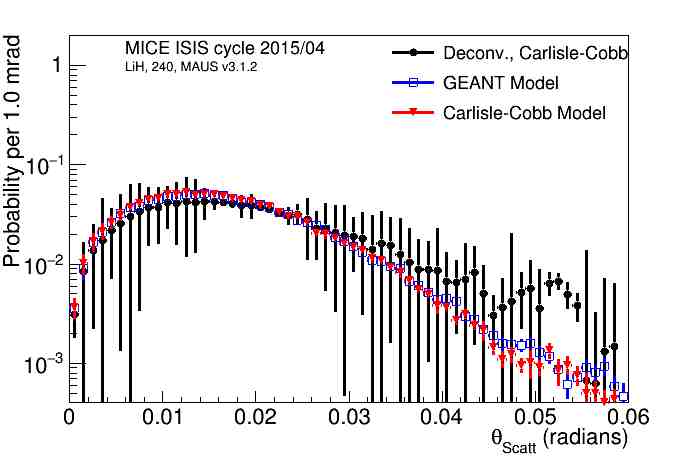 MICE ISIS cycle 2015/04
LiH, 240, MAUS v3.1.2
Deconv., Carlisle-Cobb
GEANT Model
Carlisle-Cobb Model
Probability per 1.0 mrad
1
10⁻¹
10⁻²
10⁻³
0 0.01 0.02 0.03 0.04 0.05 0.06
θ_Scatt (radians)